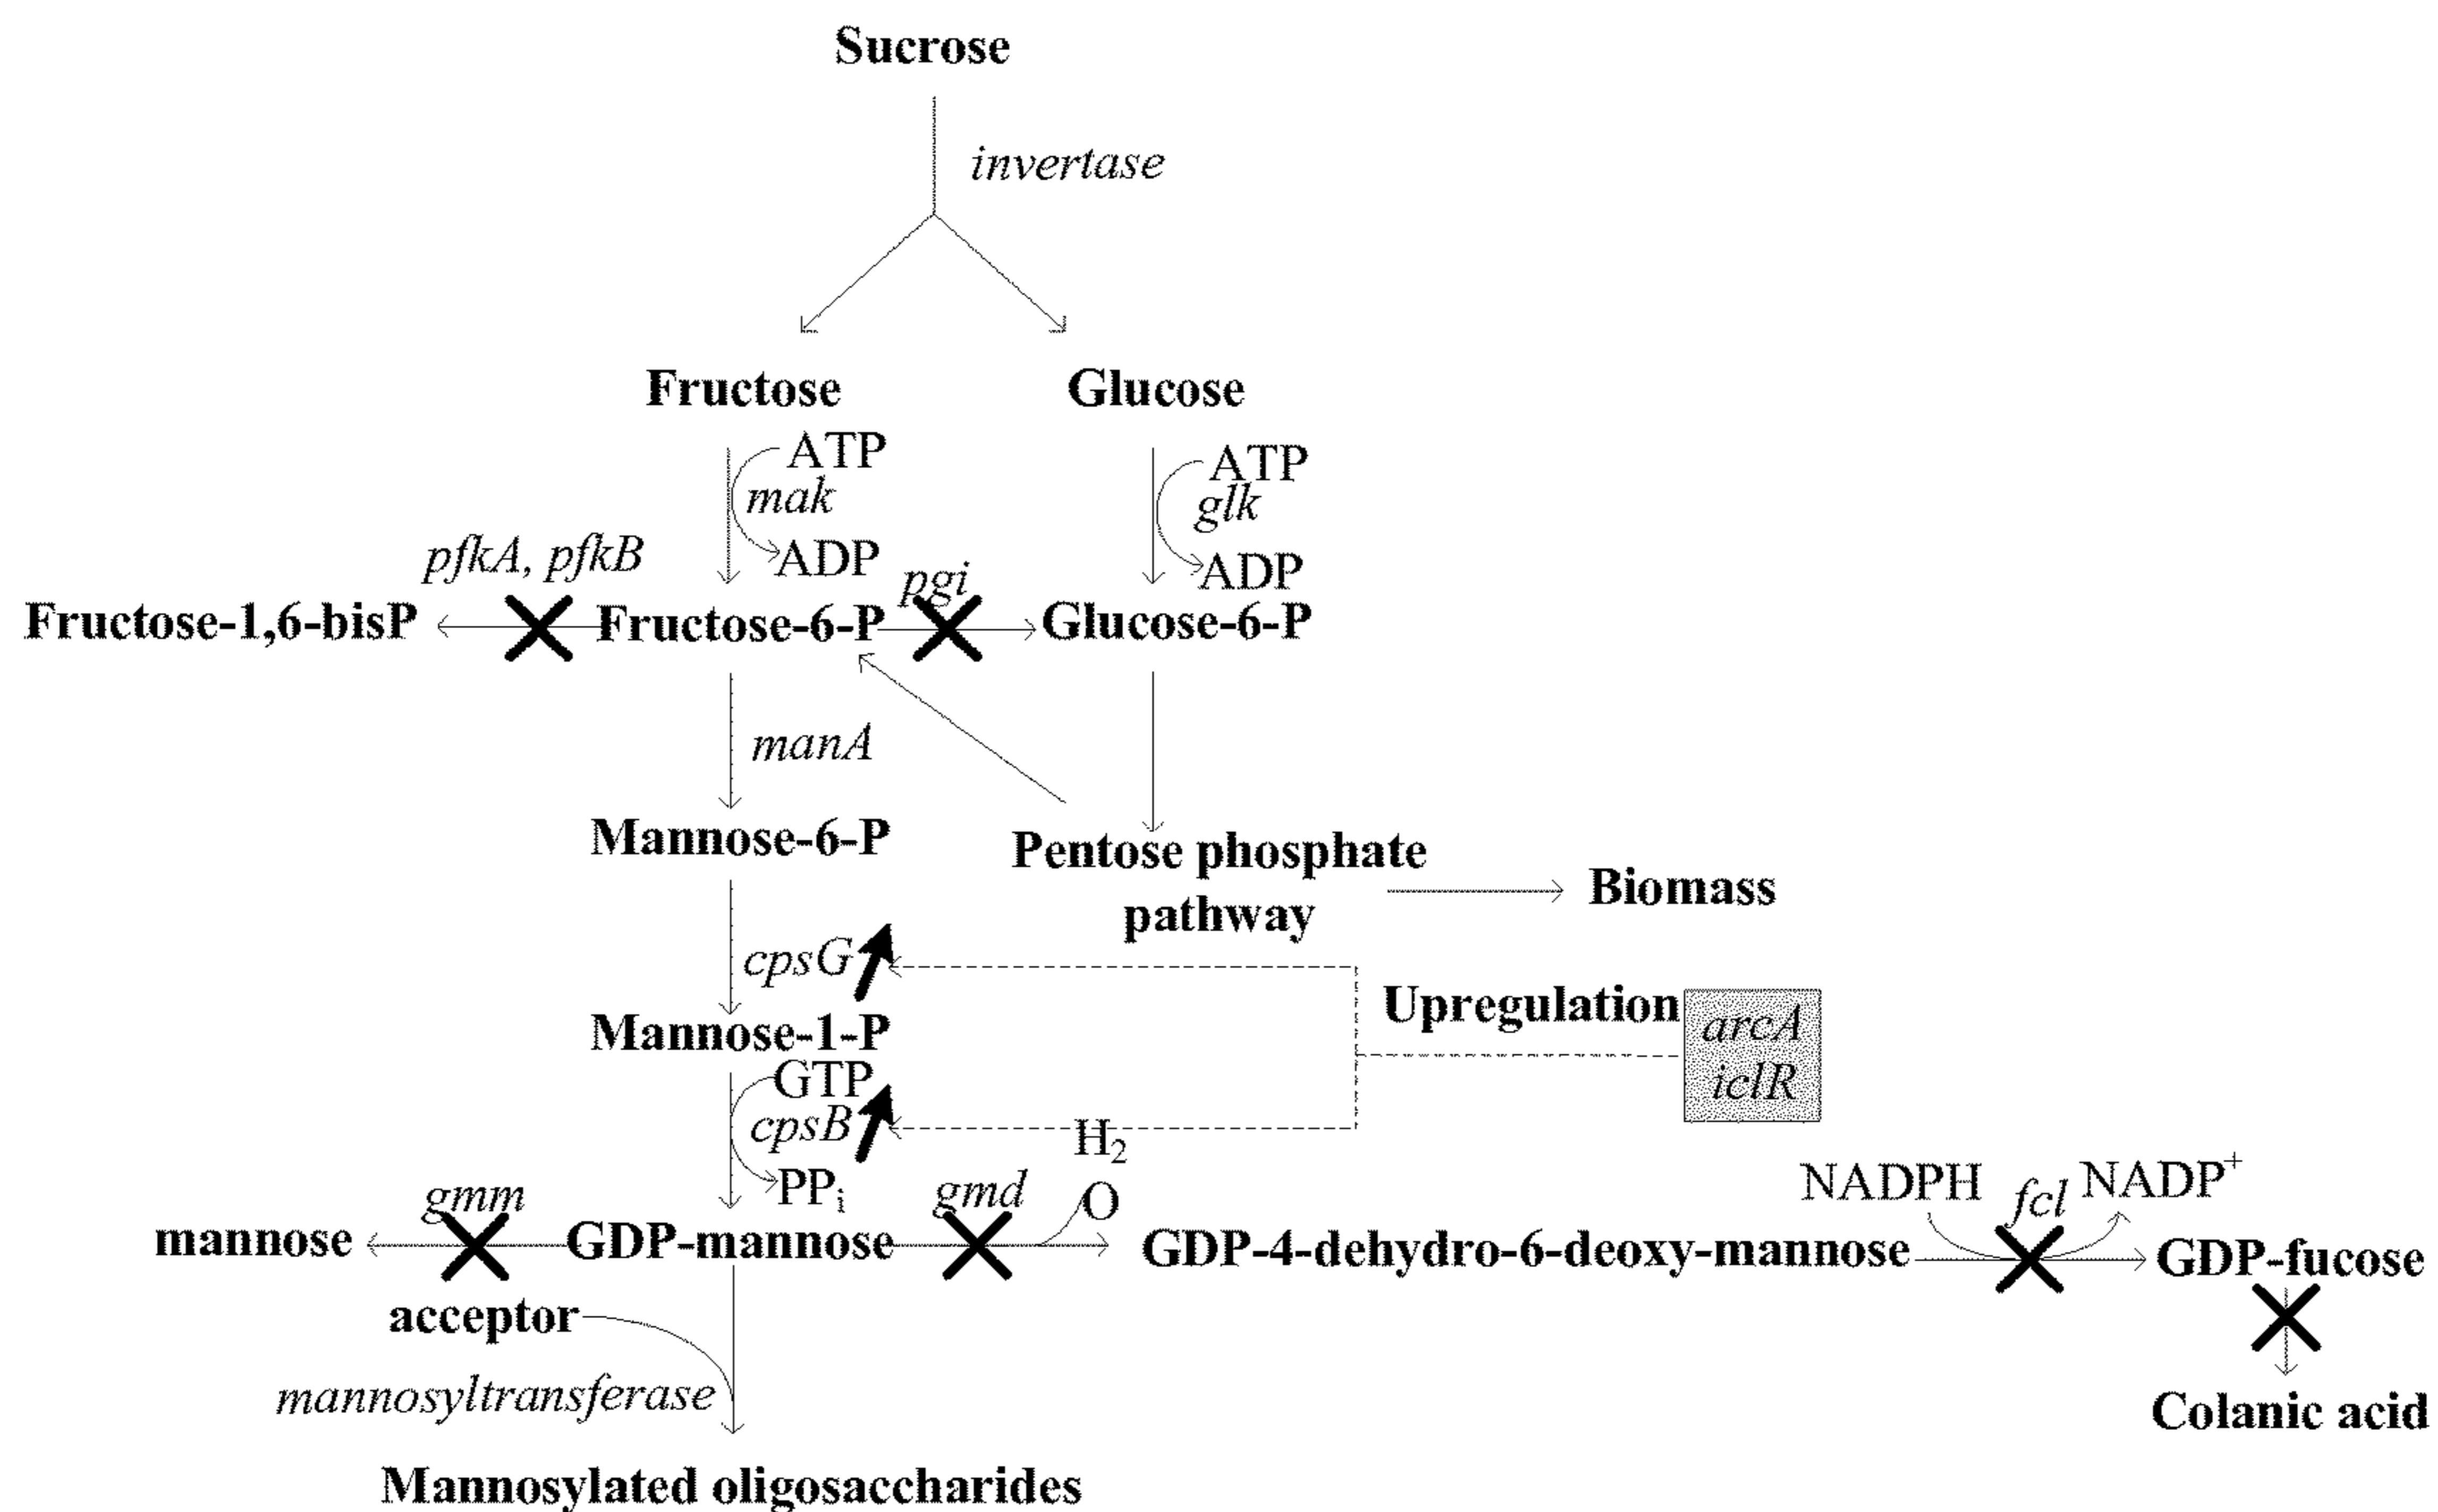 Sucrose
invertase
Fructose
Glucose
ATP
mak
ADP
ATP
glk
ADP
pfkA, pfkB
pgi
Fructose-1,6-bisP
Fructose-6-P
Glucose-6-P
manA
Mannose-6-P
Pentose phosphate
pathway
Biomass
cpsG
Upregulation
arcA
iclR
Mannose-1-P
GTP
cpsB
PPi
H2
O
gmm
gmd
NADPH
fcl
NADP+
mannose
GDP-mannose
GDP-4-dehydro-6-deoxy-mannose
GDP-fucose
acceptor
mannosyltransferase
Colanic acid
Mannosylated oligosaccharides